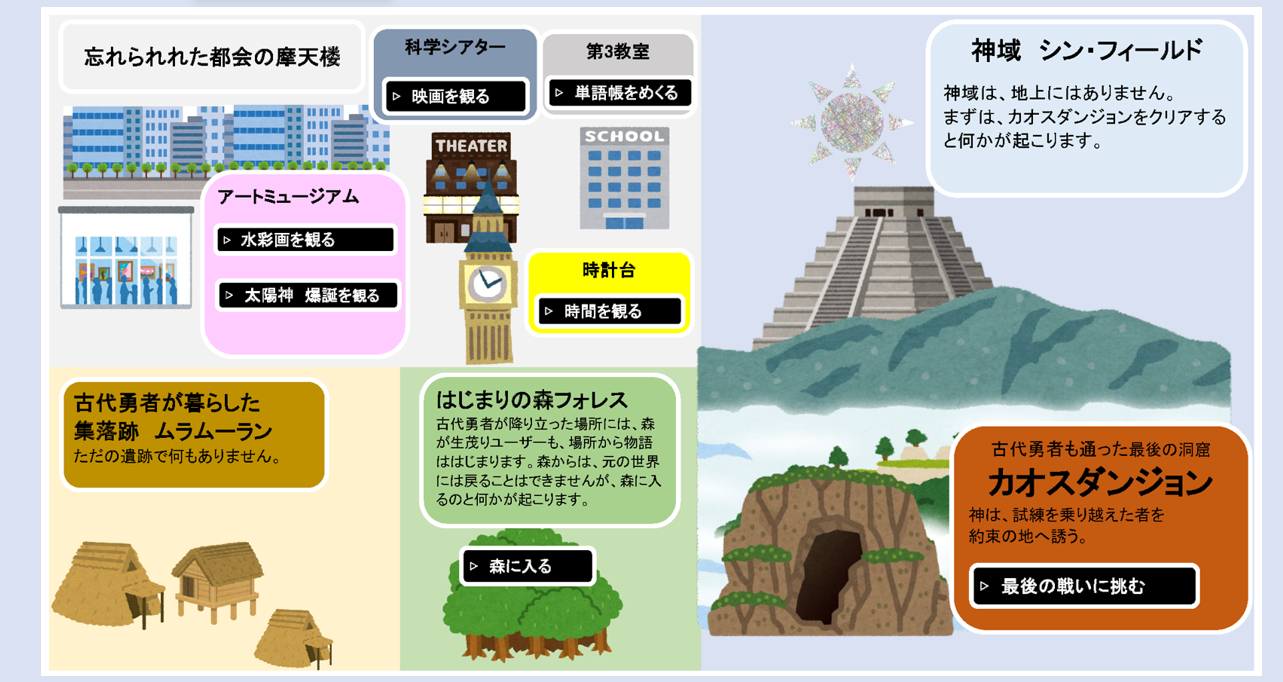 忘れられれた都会の摩天楼
科学シアター
▷ 映画を観る
第3教室
▷ 単語帳をめくる
THEATER
SCHOOL
アートミュージアム
▷ 水彩画を観る
▷ 太陽神 爆誕を観る
時計台
▷ 時間を観る
神域 シン・フィールド
神域は、地上にはありません。
まずは、カオスダンジョンをクリアする
と何かが起こります。
古代勇者が暮らした
集落跡 ムラムーラン
ただの遺跡で何もありません。
はじまりの森フォレス
古代勇者が降り立った場所には、森
が生茂りユーザーも、場所から物語
ははじまります。森からは、元の世界
には戻ることはできませんが、森に入
るのと何かが起こります。
▷ 森に入る
古代勇者も通った最後の洞窟
カオスダンジョン
神は、試練を乗り越えた者を
約束の地へ誘う。
▷ 最後の戦いに挑む